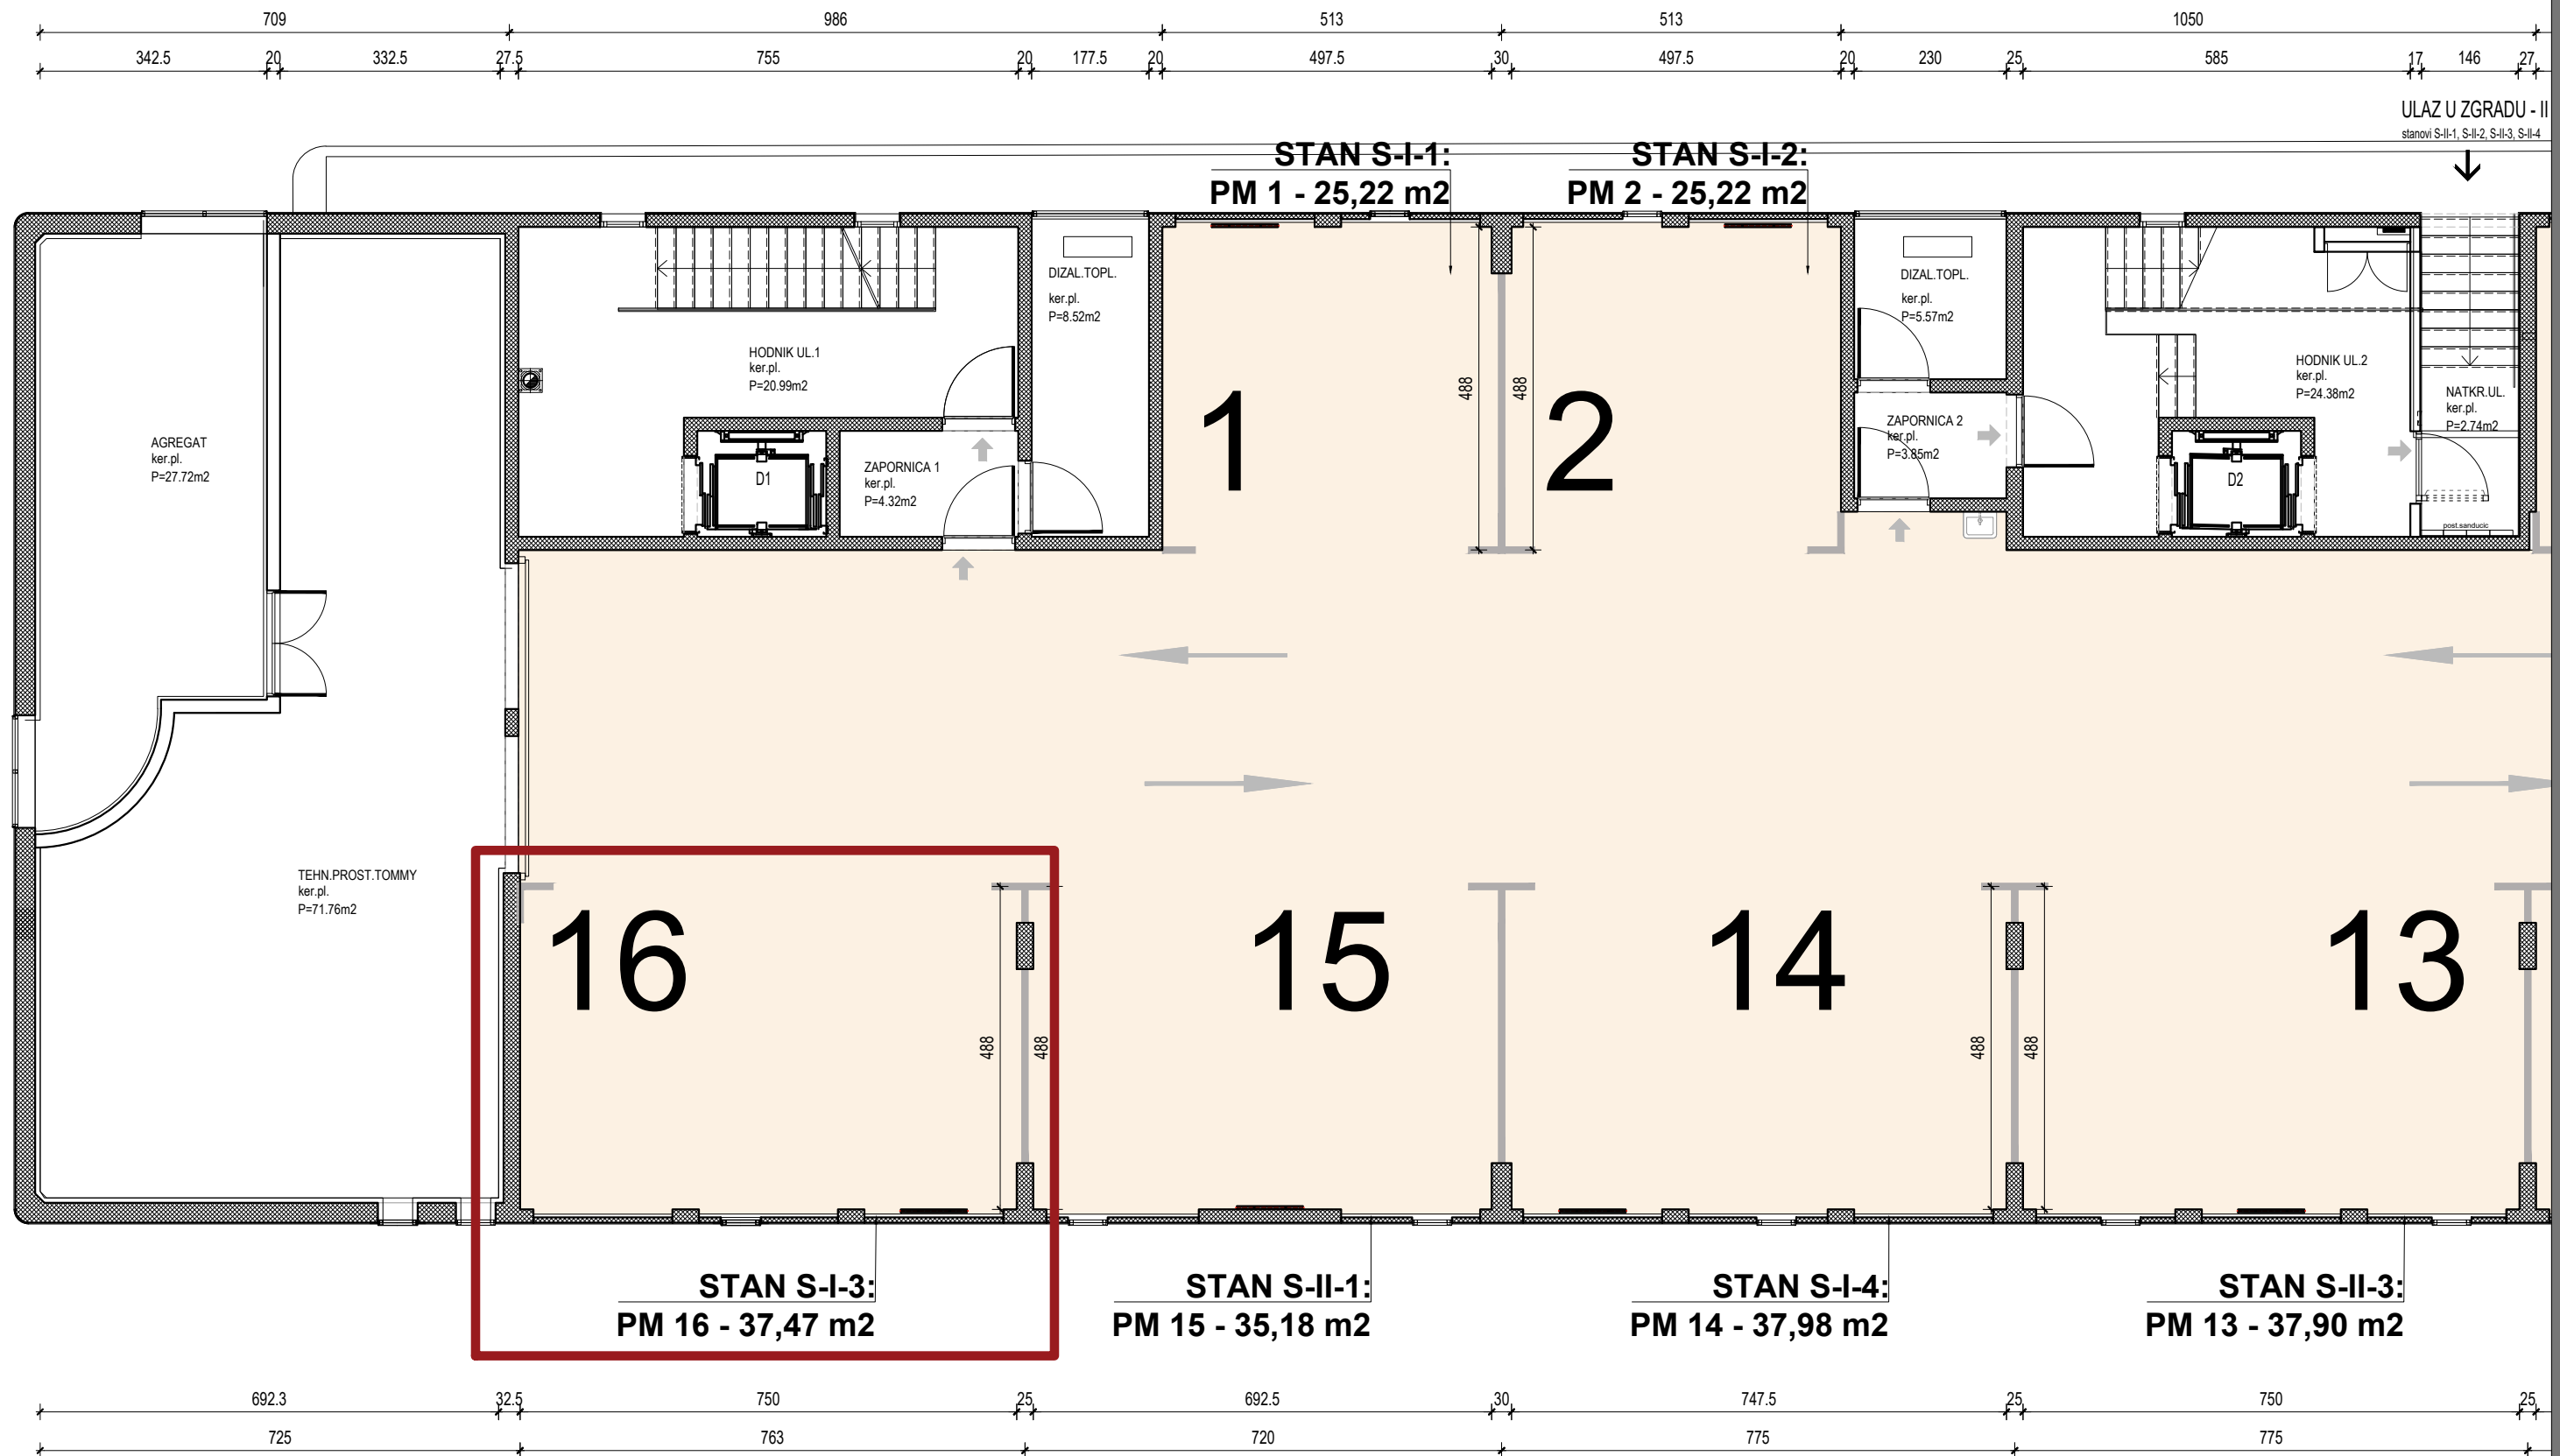 709 986 513 513 1050
342.5 20 332.5 27.5 755 20 177.5 20 497.5 30 497.5 20 230 25 585 17 146 27
ULAZ U ZGRADU - II
stanovi S-II-1, S-II-2, S-II-3, S-II-4
STAN S-I-1:
PM 1 - 25,22 m2
STAN S-I-2:
PM 2 - 25,22 m2
DIZAL.TOPL.
ker.pl.
P=8.52m2
DIZAL.TOPL.
ker.pl.
P=5.57m2
HODNIK UL.1
ker.pl.
P=20.99m2
HODNIK UL.2
ker.pl.
P=24.38m2
NATKR.UL.
ker.pl.
P=2.74m2
488
488
1
2
AGREGAT
ker.pl.
P=27.72m2
ZAPORNICA 1
ker.pl.
P=4.32m2
ZAPORNICA 2
ker.pl.
P=3.85m2
D1
D2
post.sanducic
TEHN.PROST.TOMMY
ker.pl.
P=71.76m2
16
15
14
13
488
488
488
488
STAN S-I-3:
PM 16 - 37,47 m2
STAN S-II-1:
PM 15 - 35,18 m2
STAN S-I-4:
PM 14 - 37,98 m2
STAN S-II-3:
PM 13 - 37,90 m2
692.3 32.5 750 25 692.5 30 747.5 25 750 25
725 763 720 775 775